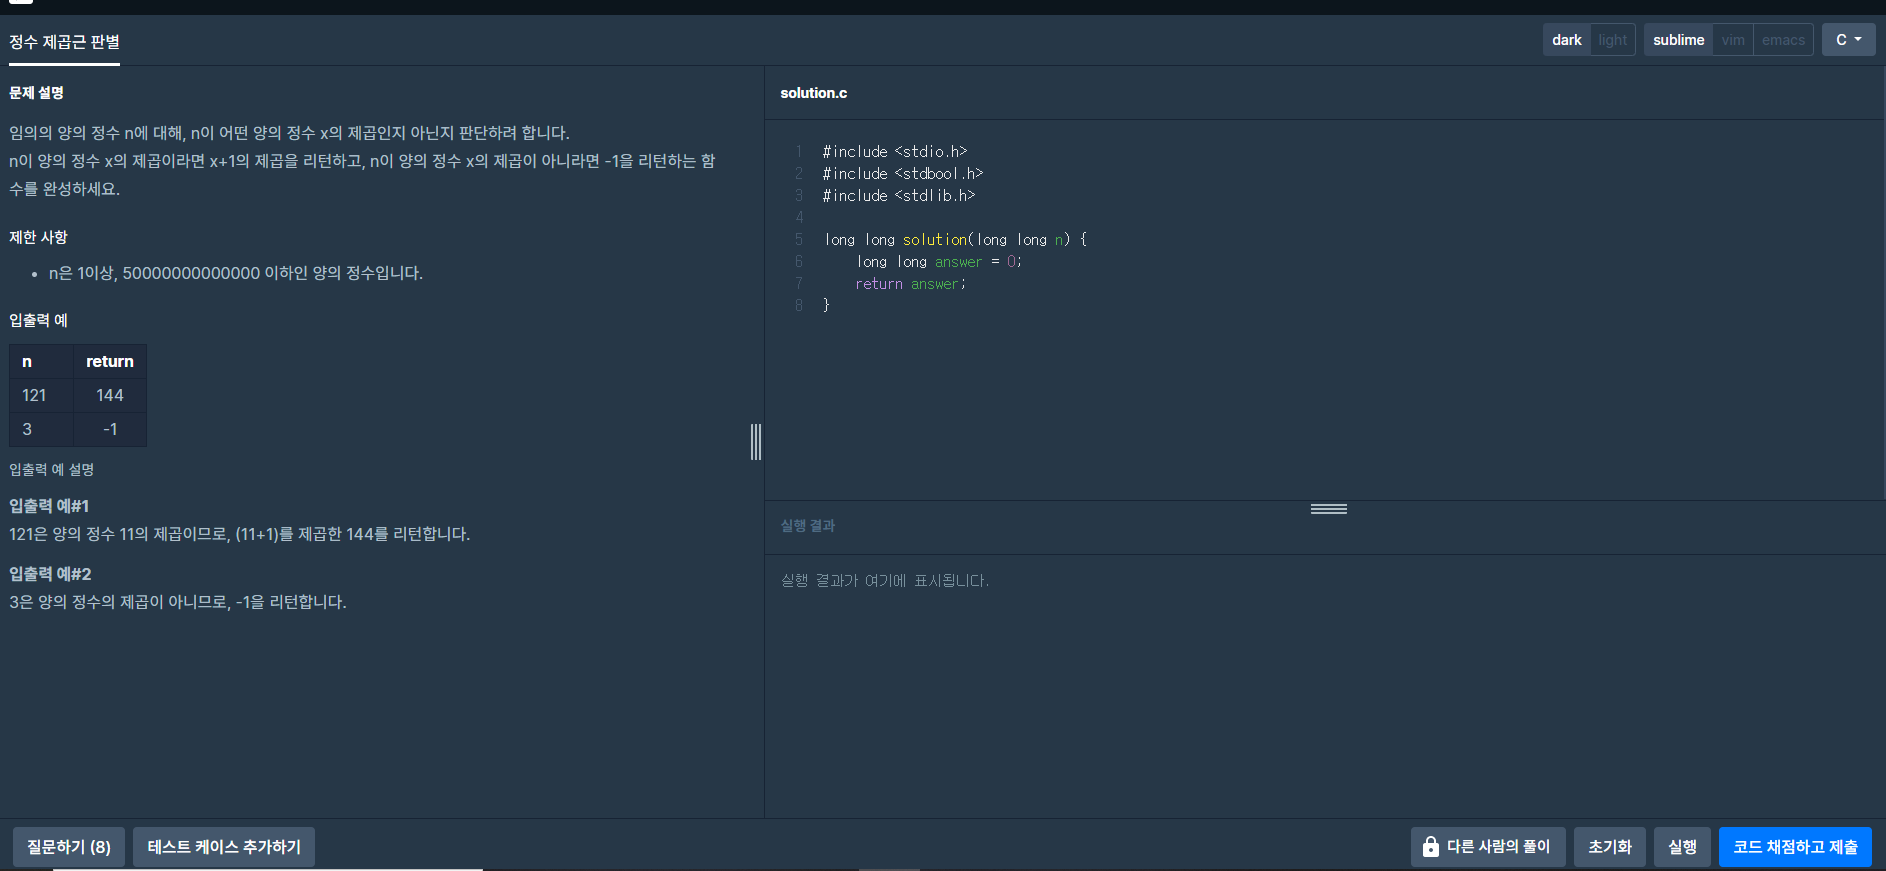 정수 제곱근 판별
dark light sublime vim emacs C
문제 설명
임의의 양의 정수 n에 대해, n이 어떤 양의 정수 x의 제곱인지 아닌지 판단하려 합니다.
n이 양의 정수 x의 제곱이라면 x+1의 제곱을 리턴하고, n이 양의 정수 x의 제곱이 아니라면 -1을 리턴하는 함
수를 완성하세요.
제한 사항
n은 1이상, 50000000000000 이하인 양의 정수입니다.
입출력 예
n return
121 144
3 -1
입출력 예 설명
입출력 예#1
121은 양의 정수 11의 제곱이므로, (11+1)를 제곱한 144를 리턴합니다.
입출력 예#2
3은 양의 정수의 제곱이 아니므로, -1을 리턴합니다.
solution.c
1 #include <stdio.h>
2 #include <stdbool.h>
3 #include <stdlib.h>
4
5 long long solution(long long n) {
6 long long answer = 0;
7 return answer;
8 }
실행 결과
실행 결과가 여기에 표시됩니다.
질문하기 (8) 테스트 케이스 추가하기 다른 사람의 풀이 초기화 실행 코드 채점하고 제출